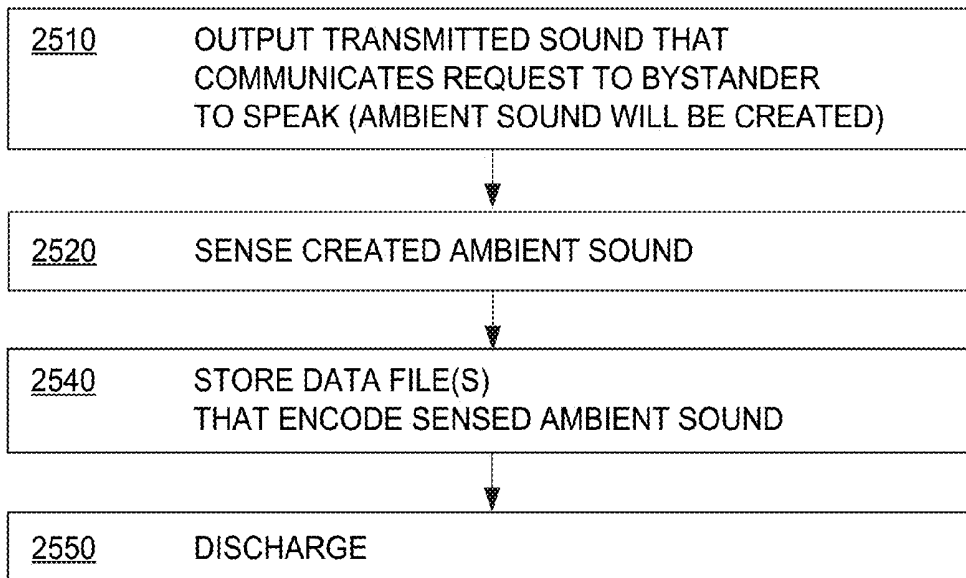 2510 OUTPUT TRANSMITTED SOUND THAT
COMMUNICATES REQUEST TO BYSTANDER
TO SPEAK (AMBIENT SOUND WILL BE CREATED)
2520 SENSE CREATED AMBIENT SOUND
2540 STORE DATA FILE(S)
THAT ENCODE SENSED AMBIENT SOUND
2550 DISCHARGE